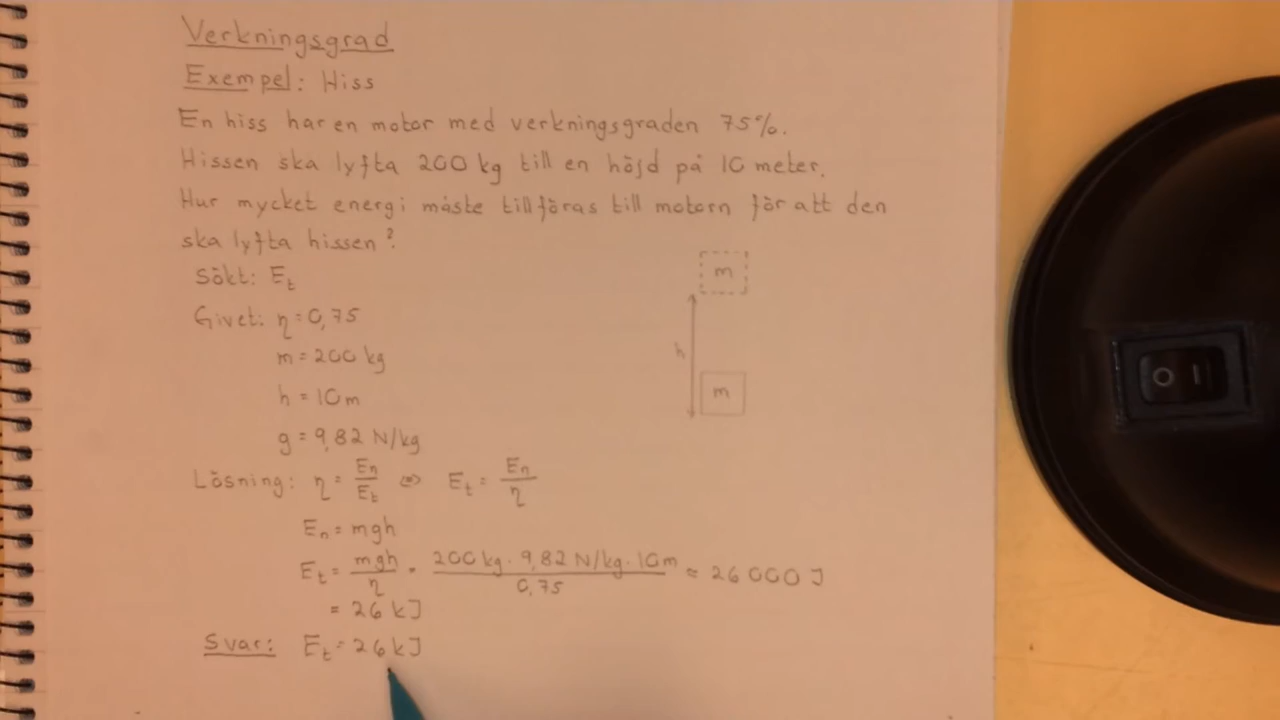 Verkningsgrad
Exempel: Hiss
En hiss har en motor med verkningsgraden 75%.
Hissen ska lyfta 200 kg till en höjd på 10 meter.
Hur mycket energi måste tillföras till motorn för att den
ska lyfta hissen?
Sökt: Eₜ
m
Givet: η = 0,75
m = 200 kg
h
h = 10m
m
g = 9,82 N/kg
Lösning: η = Eₙ/Eₜ ⇔ Eₜ = Eₙ/η
Eₙ = mgh
Eₜ = mgh/η = 200 kg · 9,82 N/kg · 10m/0,75 ≈ 26 000 J
= 26 kJ
Svar: Eₜ = 26 kJ